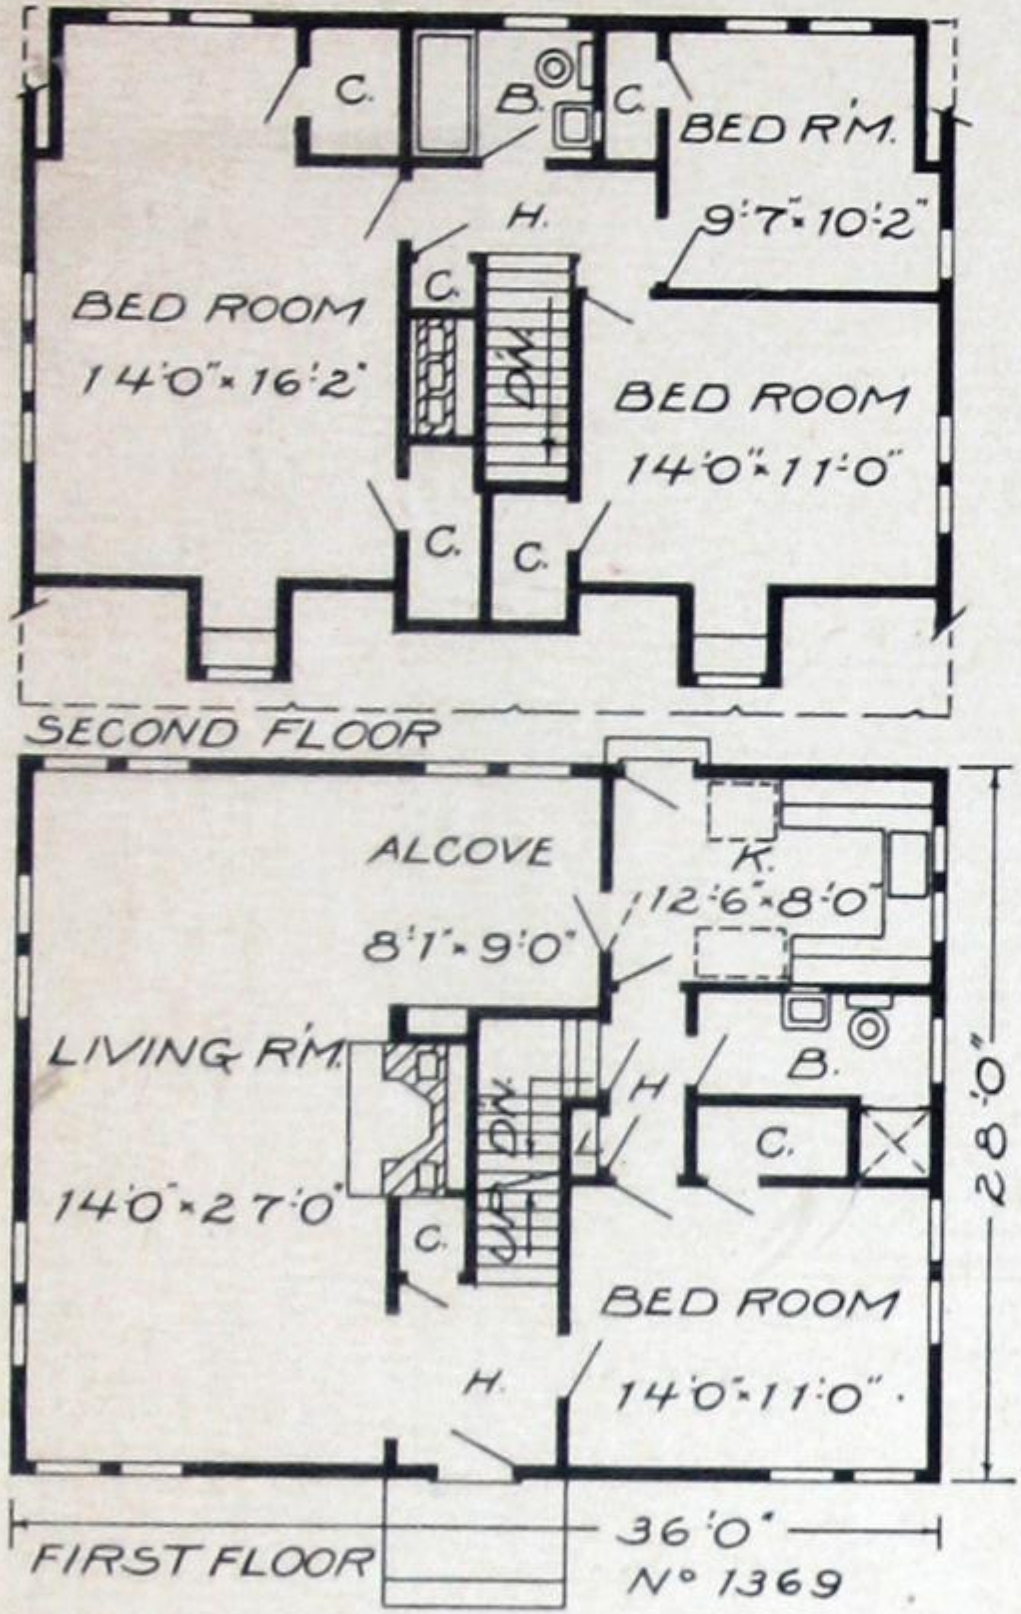 C.
B.
C.
BED R'M.
9'-7" x 10'-2"
H.
C.
BED ROOM
14'-0" x 16'-2"
DN.
BED ROOM
14'-0" x 11'-0"
C.
C.
SECOND FLOOR
ALCOVE
8'-1" x 9'-0"
K.
12'-6" x 8'-0"
LIVING R'M.
14'-0" x 27'-0"
DN.
UP
H
B.
L.
C.
C.
28'-0"
BED ROOM
14'-0" x 11'-0"
H.
36'-0"
FIRST FLOOR
No 1369